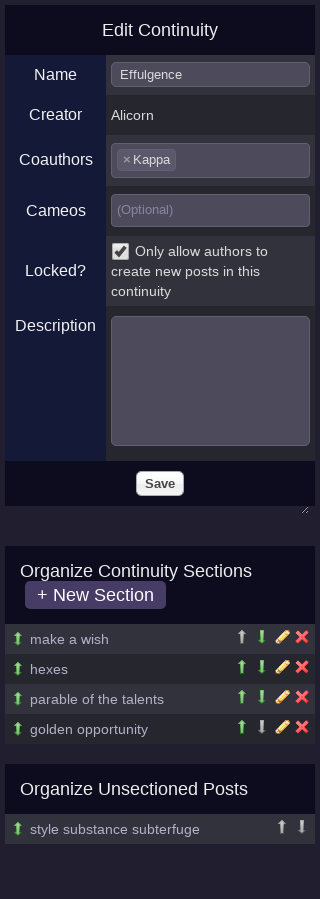 Edit Continuity
Name
Effulgence
Creator
Alicorn
Coauthors
×Kappa
Cameos
(Optional)
Locked?
Only allow authors to
create new posts in this
continuity
Description
Save
Organize Continuity Sections
+ New Section
make a wish
hexes
parable of the talents
golden opportunity
Organize Unsectioned Posts
style substance subterfuge